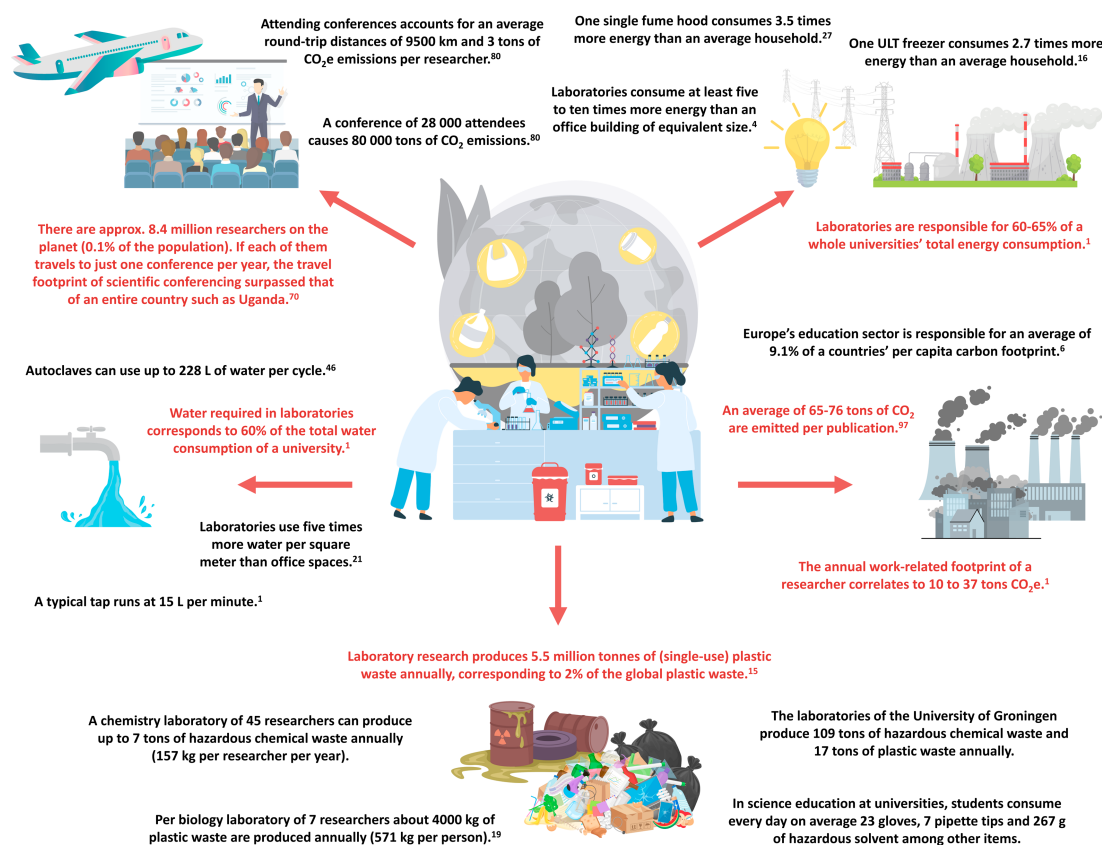 Attending conferences accounts for an average
round-trip distances of 9500 km and 3 tons of
CO₂e emissions per researcher.⁸⁰
A conference of 28 000 attendees
causes 80 000 tons of CO₂ emissions.⁸⁰
There are approx. 8.4 million researchers on the
planet (0.1% of the population). If each of them
travels to just one conference per year, the travel
footprint of scientific conferencing surpassed that
of an entire country such as Uganda.⁷⁰
One single fume hood consumes 3.5 times
more energy than an average household.²⁷
One ULT freezer consumes 2.7 times more
energy than an average household.¹⁶
Laboratories consume at least five
to ten times more energy than an
office building of equivalent size.⁴
Laboratories are responsible for 60-65% of a
whole universities’ total energy consumption.¹
Autoclaves can use up to 228 L of water per cycle.⁴⁶
Water required in laboratories
corresponds to 60% of the total water
consumption of a university.¹
Laboratories use five times
more water per square
meter than office spaces.²¹
A typical tap runs at 15 L per minute.¹
Europe’s education sector is responsible for an average of
9.1% of a countries’ per capita carbon footprint.⁶
An average of 65-76 tons of CO₂
are emitted per publication.⁹⁷
The annual work-related footprint of a
researcher correlates to 10 to 37 tons CO₂e.¹
Laboratory research produces 5.5 million tonnes of (single-use) plastic
waste annually, corresponding to 2% of the global plastic waste.¹⁵
A chemistry laboratory of 45 researchers can produce
up to 7 tons of hazardous chemical waste annually
(157 kg per researcher per year).
Per biology laboratory of 7 researchers about 4000 kg of
plastic waste are produced annually (571 kg per person).¹⁹
The laboratories of the University of Groningen
produce 109 tons of hazardous chemical waste and
17 tons of plastic waste annually.
In science education at universities, students consume
every day on average 23 gloves, 7 pipette tips and 267 g
of hazardous solvent among other items.